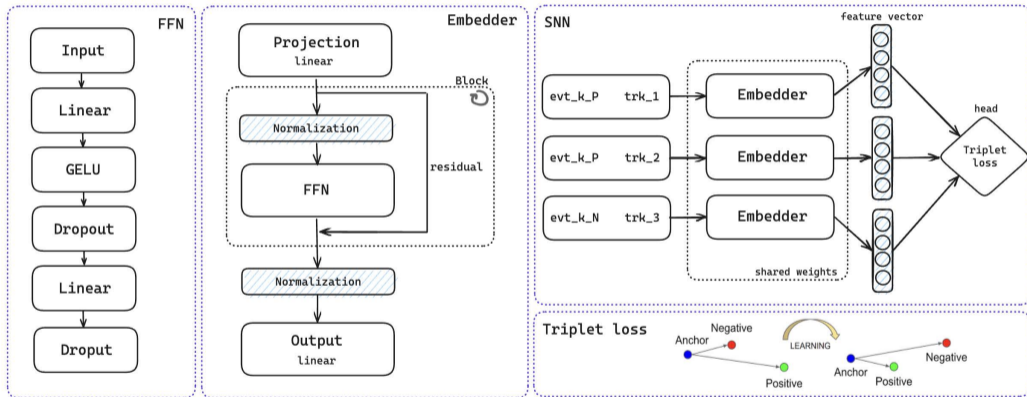 FFN
Input
Linear
GELU
Dropout
Linear
Droput
Embedder
Projection
linear
Block
Normalization
residual
FFN
Normalization
Output
linear
SNN
feature vector
evt_k_P trk_1
Embedder
head
evt_k_P trk_2
Embedder
Triplet
loss
evt_k_N trk_3
Embedder
shared weights
Triplet loss
Negative
Anchor
Positive
LEARNING
Anchor
Negative
Positive